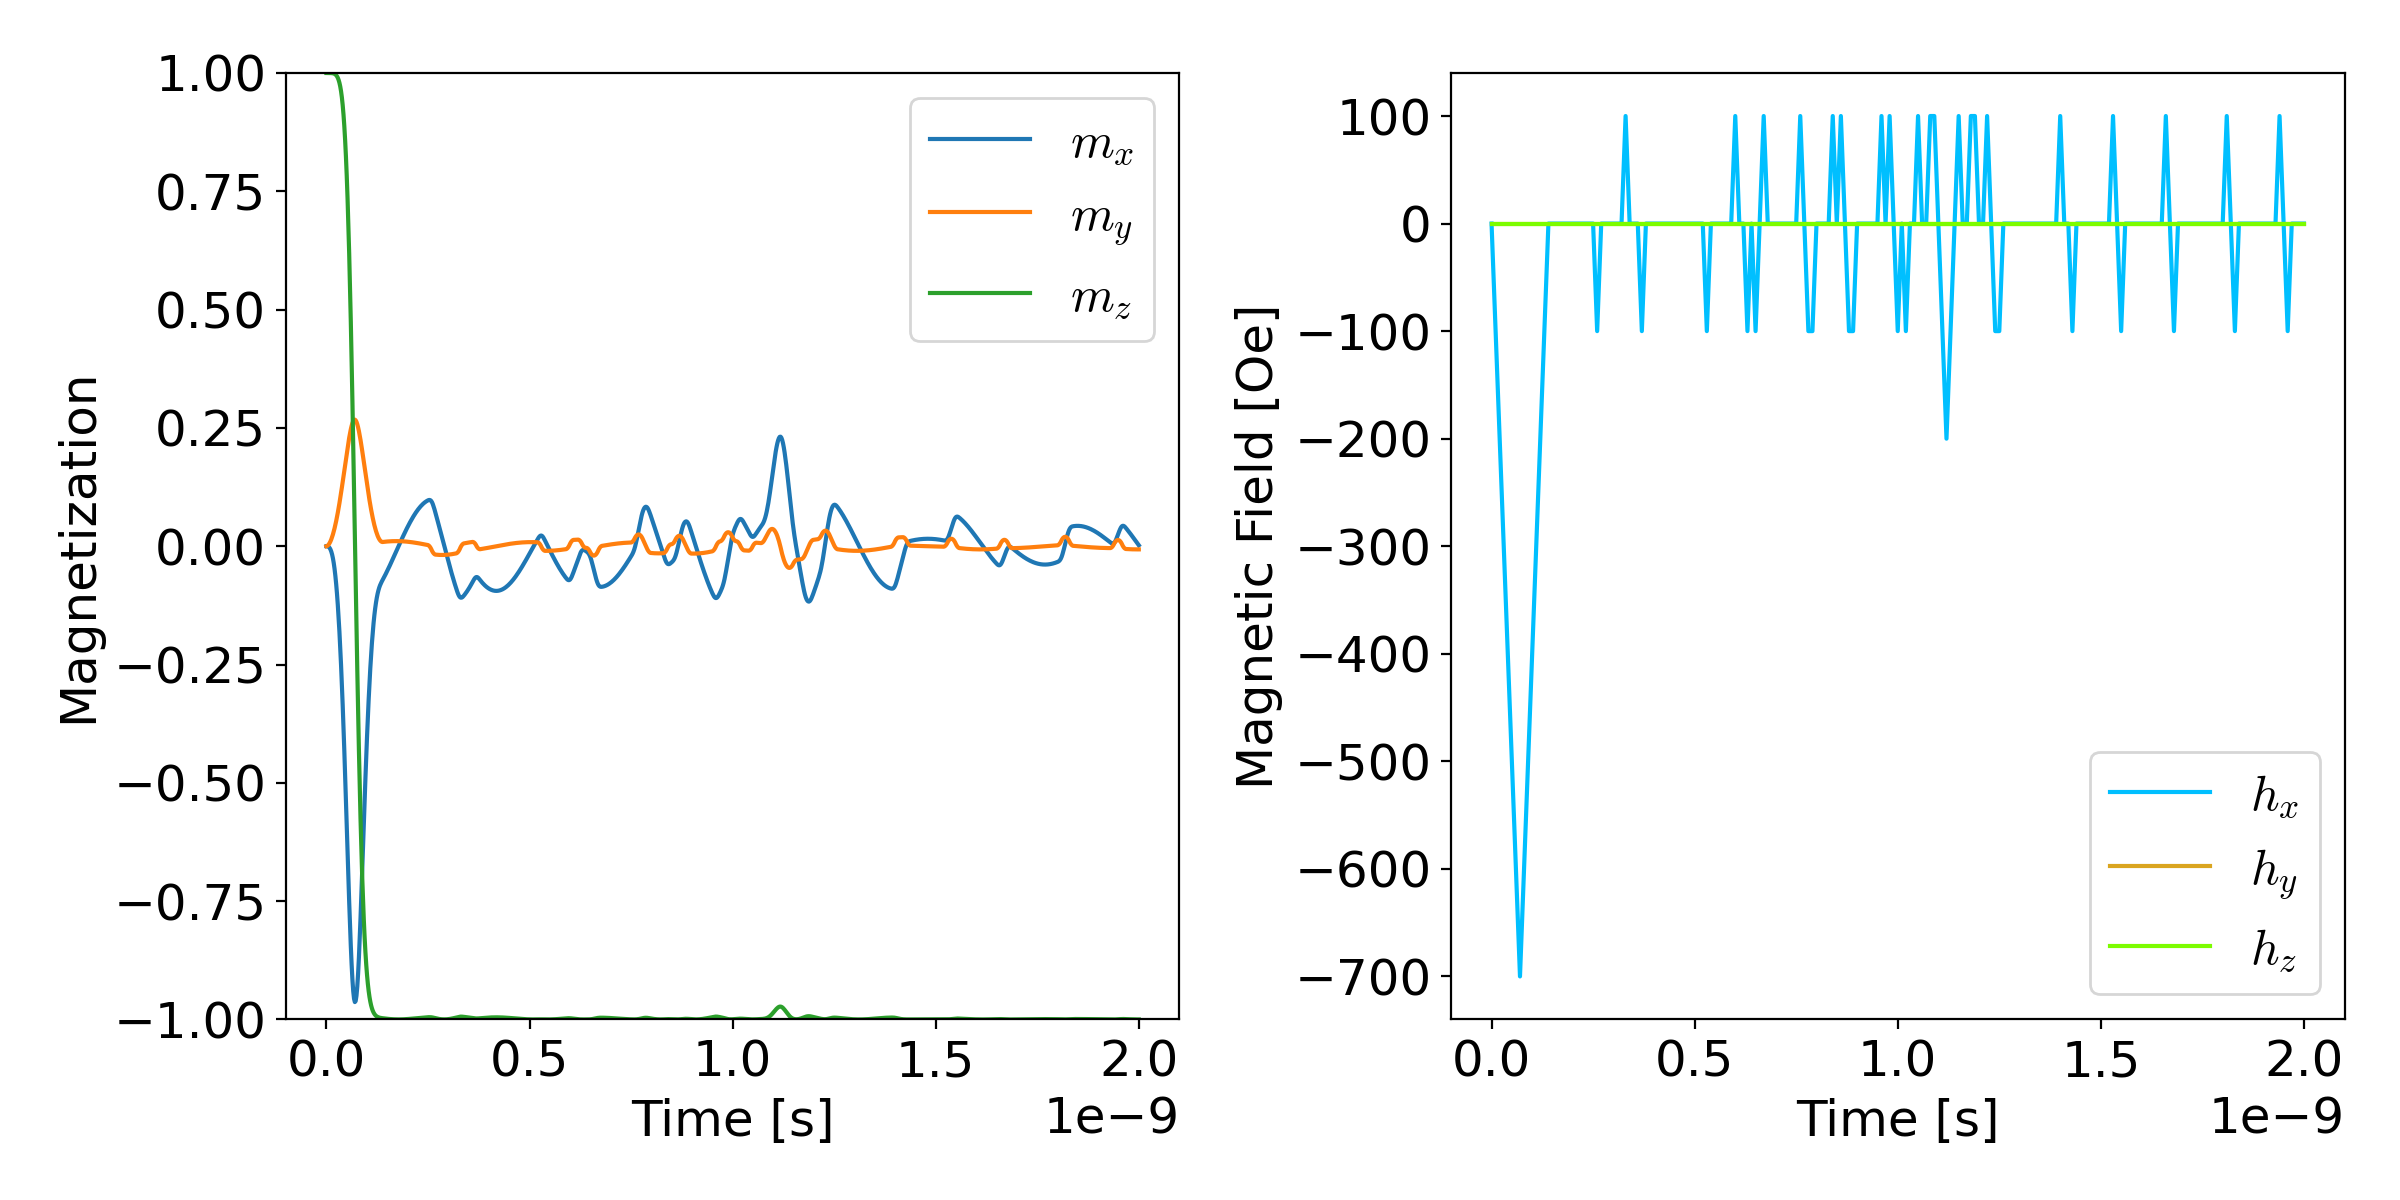 Magnetization
1.00
0.75
0.50
0.25
0.00
−0.25
−0.50
−0.75
−1.00
0.0 0.5 1.0 1.5 2.0
Time [s]
1e−9
m_x
m_y
m_z
Magnetic Field [Oe]
100
0
−100
−200
−300
−400
−500
−600
−700
0.0 0.5 1.0 1.5 2.0
Time [s]
1e−9
h_x
h_y
h_z